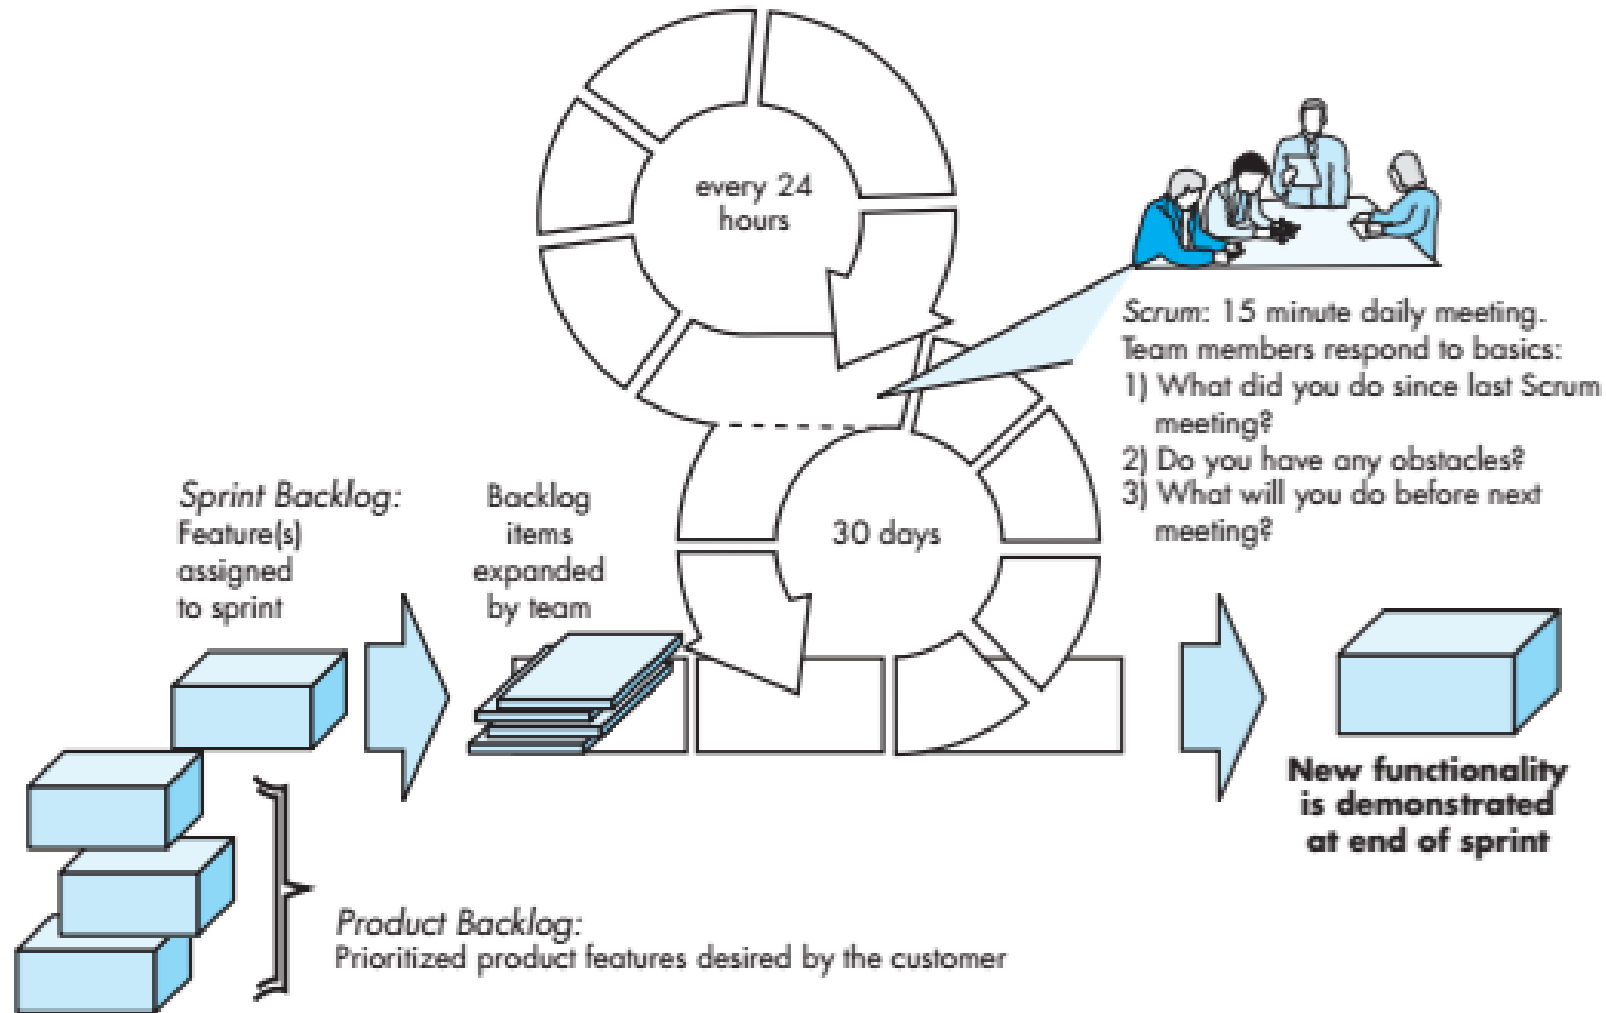 every 24
hours
Scrum: 15 minute daily meeting.
Team members respond to basics:
1) What did you do since last Scrum
meeting?
2) Do you have any obstacles?
3) What will you do before next
meeting?
Sprint Backlog:
Feature(s)
assigned
to sprint
Backlog
items
expanded
by team
30 days
New functionality
is demonstrated
at end of sprint
Product Backlog:
Prioritized product features desired by the customer